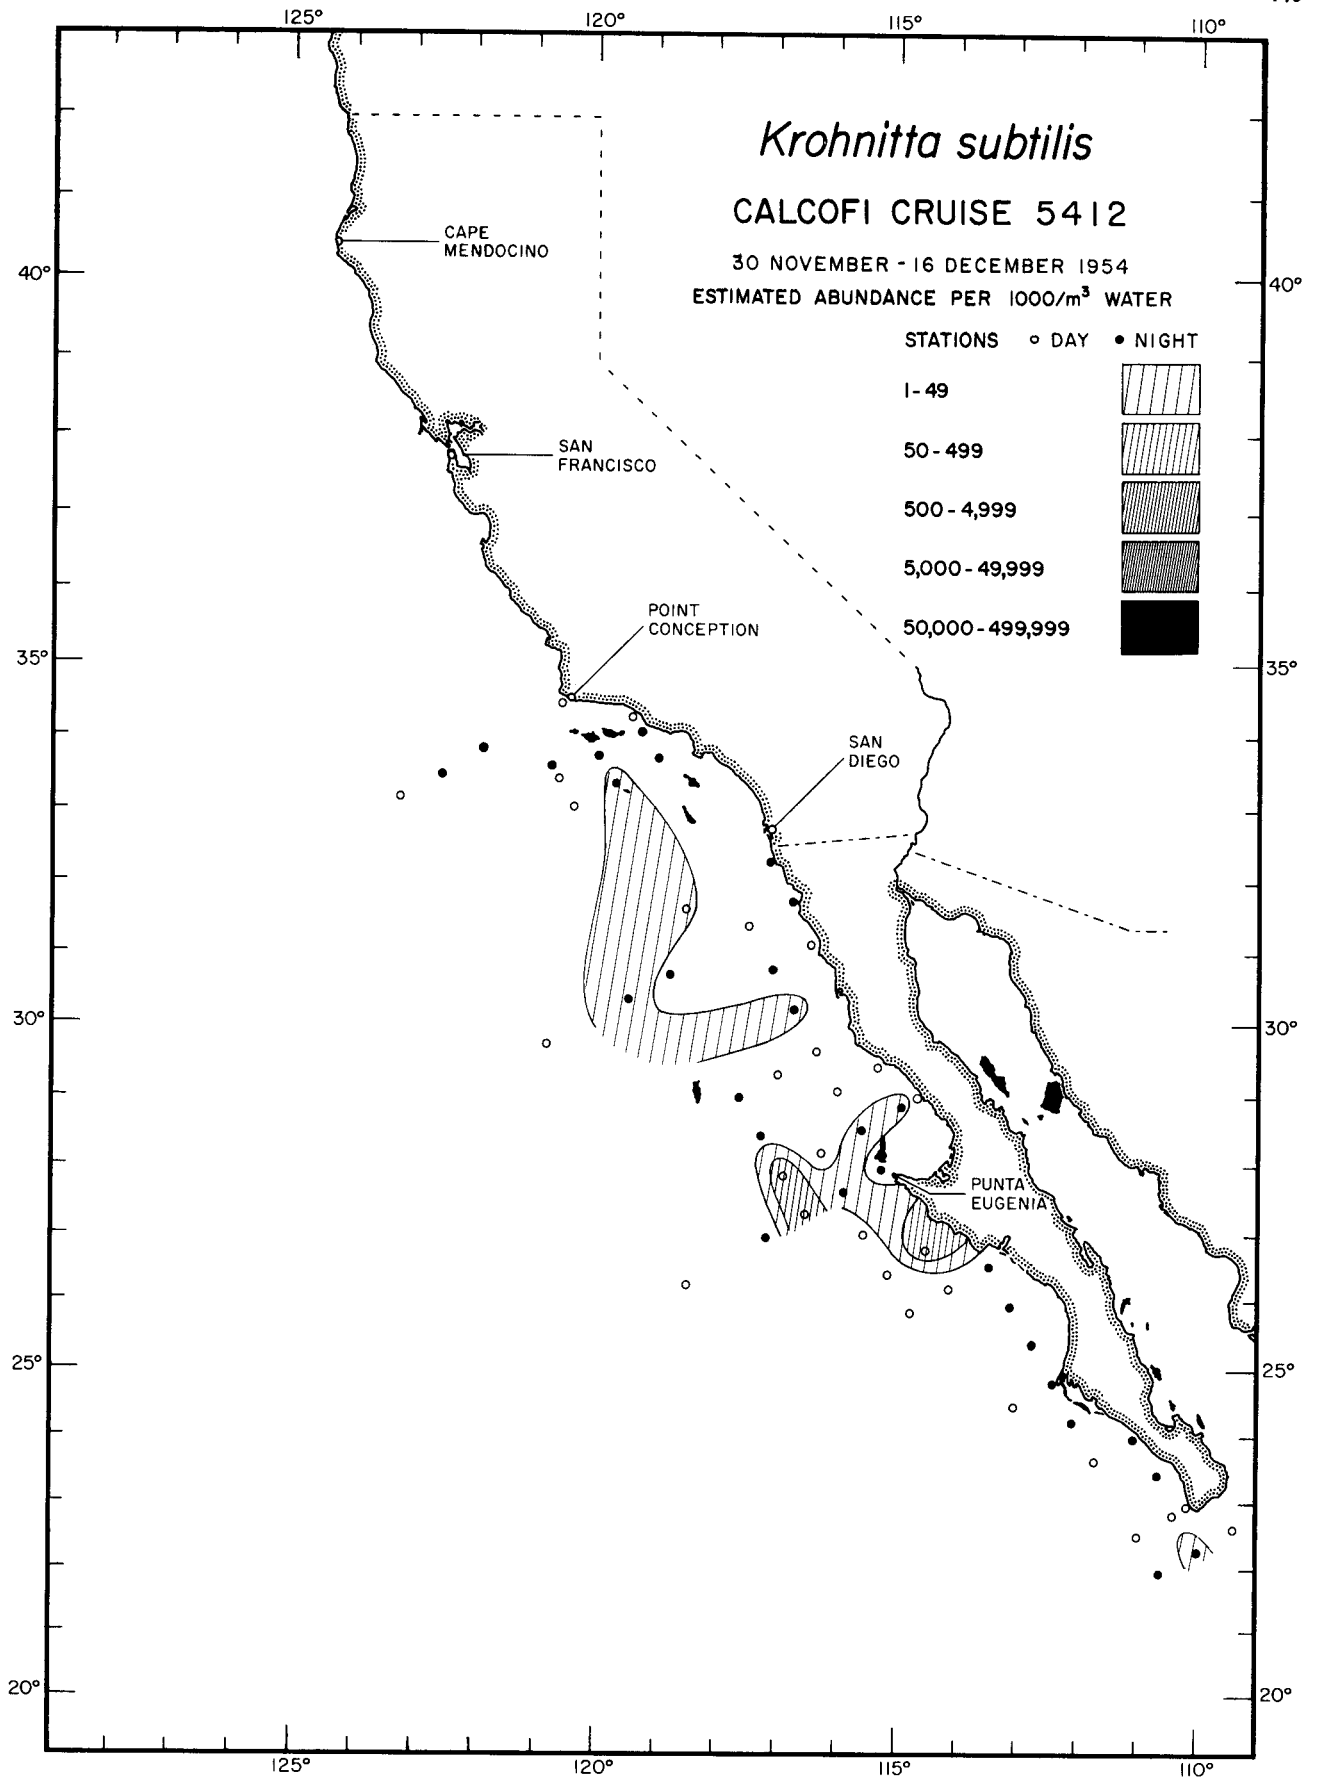 125° 120° 115° 110°
Krohnitta subtilis
CALCOFI CRUISE 5412
30 NOVEMBER - 16 DECEMBER 1954
ESTIMATED ABUNDANCE PER 1000/m³ WATER
STATIONS ○ DAY ● NIGHT
1-49
50-499
500-4,999
5,000-49,999
50,000-499,999
CAPE
MENDOCINO
40° 40°
SAN
FRANCISCO
POINT
CONCEPTION
35° 35°
SAN
DIEGO
30° 30°
PUNTA
EUGENIA
25° 25°
20° 20°
125° 120° 115° 110°